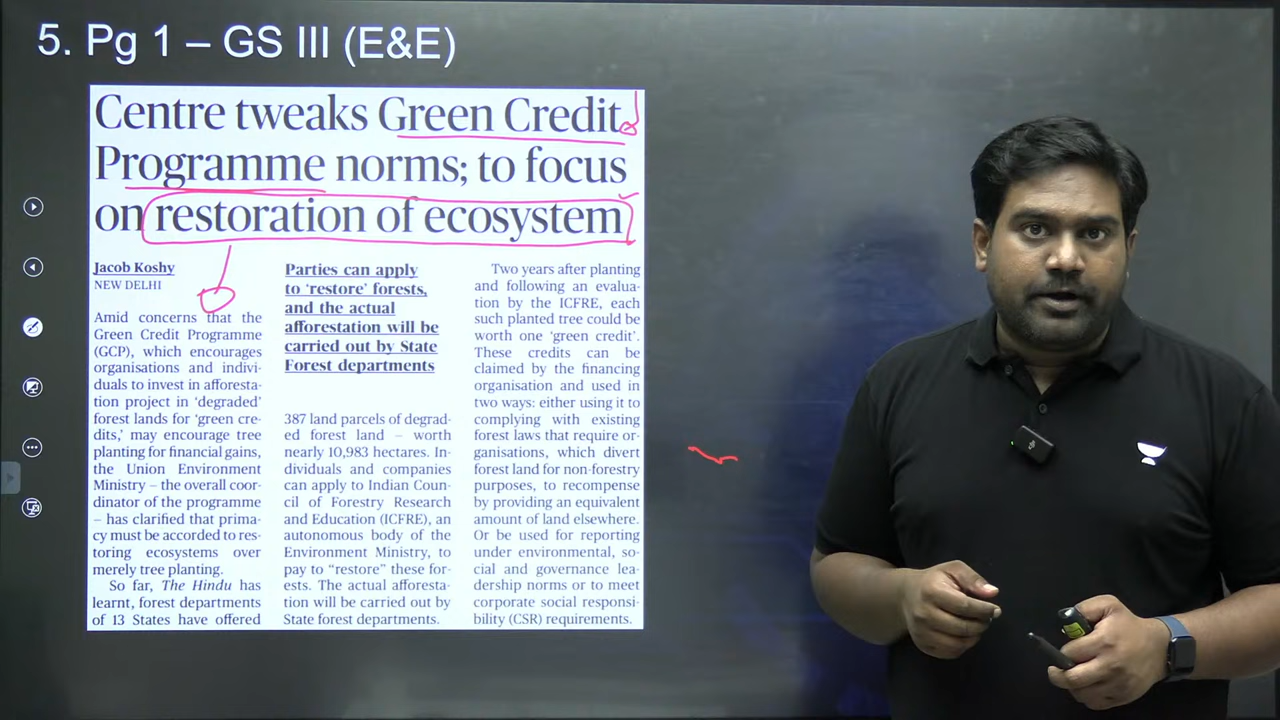 5. Pg 1 – GS III (E&E)
Centre tweaks Green Credit
Programme norms; to focus
on restoration of ecosystem
Jacob Koshy
NEW DELHI
Amid concerns that the
Green Credit Programme
(GCP), which encourages
organisations and indivi-
duals to invest in afforesta-
tion project in ‘degraded’
forest lands for ‘green cre-
dits,’ may encourage tree
planting for financial gains,
the Union Environment
Ministry – the overall coor-
dinator of the programme
– has clarified that prima-
cy must be accorded to res-
toring ecosystems over
merely tree planting.
So far, The Hindu has
learnt, forest departments
of 13 States have offered
Parties can apply
to ‘restore’ forests,
and the actual
afforestation will be
carried out by State
Forest departments
387 land parcels of degrad-
ed forest land – worth
nearly 10,983 hectares. In-
dividuals and companies
can apply to Indian Coun-
cil of Forestry Research
and Education (ICFRE), an
autonomous body of the
Environment Ministry, to
pay to “restore” these for-
ests. The actual afforesta-
tion will be carried out by
State forest departments.
Two years after planting
and following an evalua-
tion by the ICFRE, each
such planted tree could be
worth one ‘green credit’.
These credits can be
claimed by the financing
organisation and used in
two ways: either using it to
complying with existing
forest laws that require or-
ganisations, which divert
forest land for non-forestry
purposes, to recompense
by providing an equivalent
amount of land elsewhere.
Or be used for reporting
under environmental, so-
cial and governance lea-
dership norms or to meet
corporate social responsi-
bility (CSR) requirements.